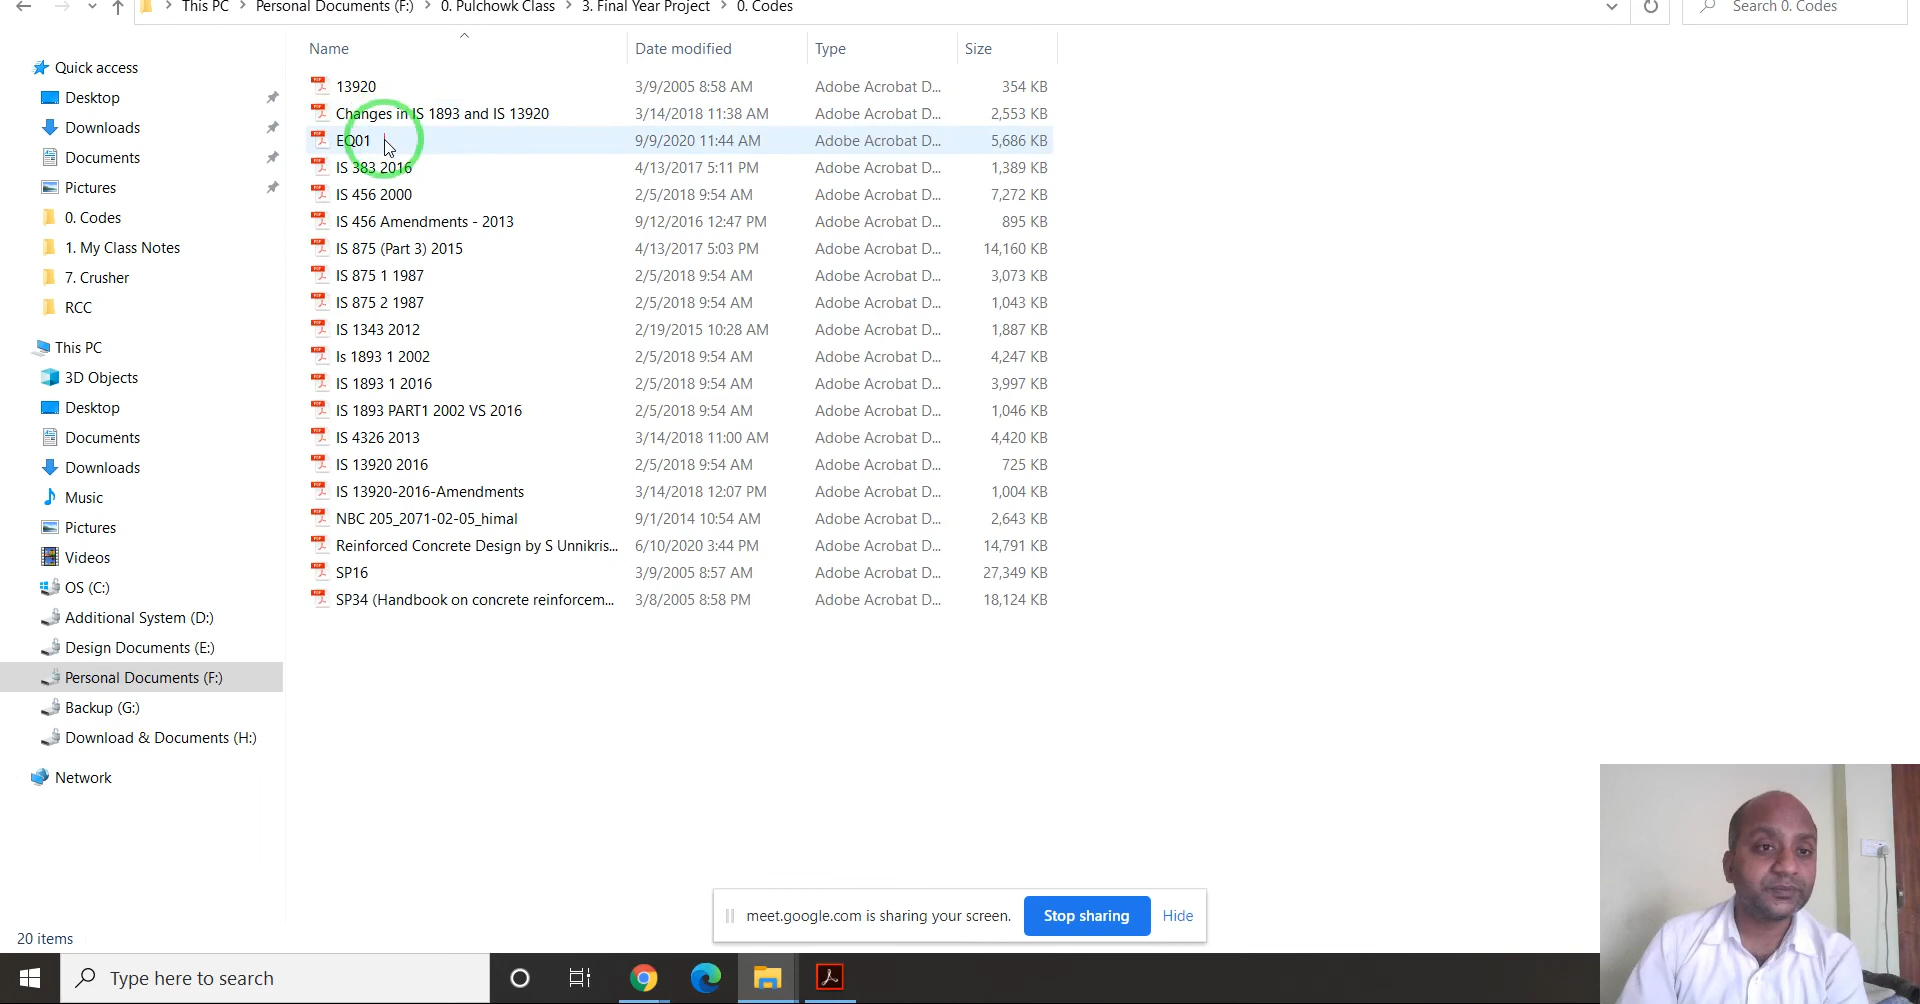 This PC > Personal Documents (F:) > 0. Pulchowk Class > 3. Final Year Project > 0. Codes
Search 0. Codes
Name Date modified Type Size
Quick access
Desktop
Downloads
Documents
Pictures
0. Codes
1. My Class Notes
7. Crusher
RCC
This PC
3D Objects
Desktop
Documents
Downloads
Music
Pictures
Videos
OS (C:)
Additional System (D:)
Design Documents (E:)
Personal Documents (F:)
Backup (G:)
Download & Documents (H:)
Network
13920 3/9/2005 8:58 AM Adobe Acrobat D... 354 KB
Changes in IS 1893 and IS 13920 3/14/2018 11:38 AM Adobe Acrobat D... 2,553 KB
EQ01 9/9/2020 11:44 AM Adobe Acrobat D... 5,686 KB
IS 383 2016 4/13/2017 5:11 PM Adobe Acrobat D... 1,389 KB
IS 456 2000 2/5/2018 9:54 AM Adobe Acrobat D... 7,272 KB
IS 456 Amendments - 2013 9/12/2016 12:47 PM Adobe Acrobat D... 895 KB
IS 875 (Part 3) 2015 4/13/2017 5:03 PM Adobe Acrobat D... 14,160 KB
IS 875 1 1987 2/5/2018 9:54 AM Adobe Acrobat D... 3,073 KB
IS 875 2 1987 2/5/2018 9:54 AM Adobe Acrobat D... 1,043 KB
IS 1343 2012 2/19/2015 10:28 AM Adobe Acrobat D... 1,887 KB
Is 1893 1 2002 2/5/2018 9:54 AM Adobe Acrobat D... 4,247 KB
IS 1893 1 2016 2/5/2018 9:54 AM Adobe Acrobat D... 3,997 KB
IS 1893 PART1 2002 VS 2016 2/5/2018 9:54 AM Adobe Acrobat D... 1,046 KB
IS 4326 2013 3/14/2018 11:00 AM Adobe Acrobat D... 4,420 KB
IS 13920 2016 2/5/2018 9:54 AM Adobe Acrobat D... 725 KB
IS 13920-2016-Amendments 3/14/2018 12:07 PM Adobe Acrobat D... 1,004 KB
NBC 205_2071-02-05_himal 9/1/2014 10:54 AM Adobe Acrobat D... 2,643 KB
Reinforced Concrete Design by S Unnikris... 6/10/2020 3:44 PM Adobe Acrobat D... 14,791 KB
SP16 3/9/2005 8:57 AM Adobe Acrobat D... 27,349 KB
SP34 (Handbook on concrete reinforcem... 3/8/2005 8:58 PM Adobe Acrobat D... 18,124 KB
meet.google.com is sharing your screen. Stop sharing Hide
20 items
Type here to search